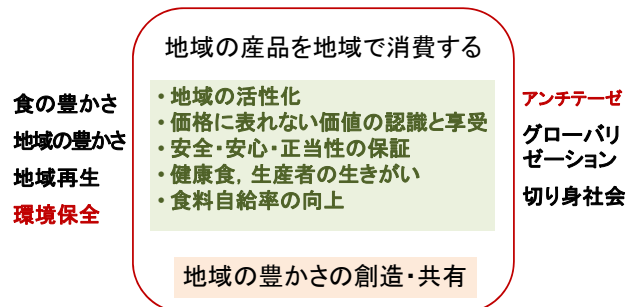 地域の産品を地域で消費する
食の豊かさ
地域の豊かさ
地域再生
環境保全
・地域の活性化
・価格に表れない価値の認識と享受
・安全・安心・正当性の保証
・健康食，生産者の生きがい
・食料自給率の向上
アンチテーゼ
グローバリ
ゼーション
切り身社会
地域の豊かさの創造・共有